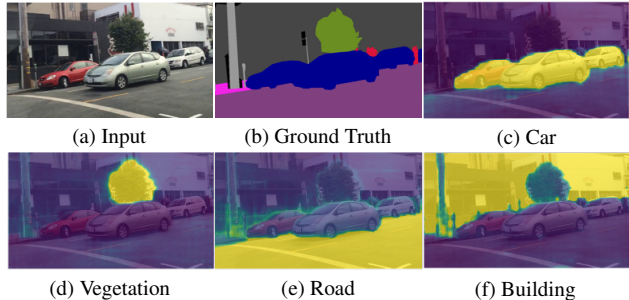 (a) Input
(b) Ground Truth
(c) Car
(d) Vegetation
(e) Road
(f) Building